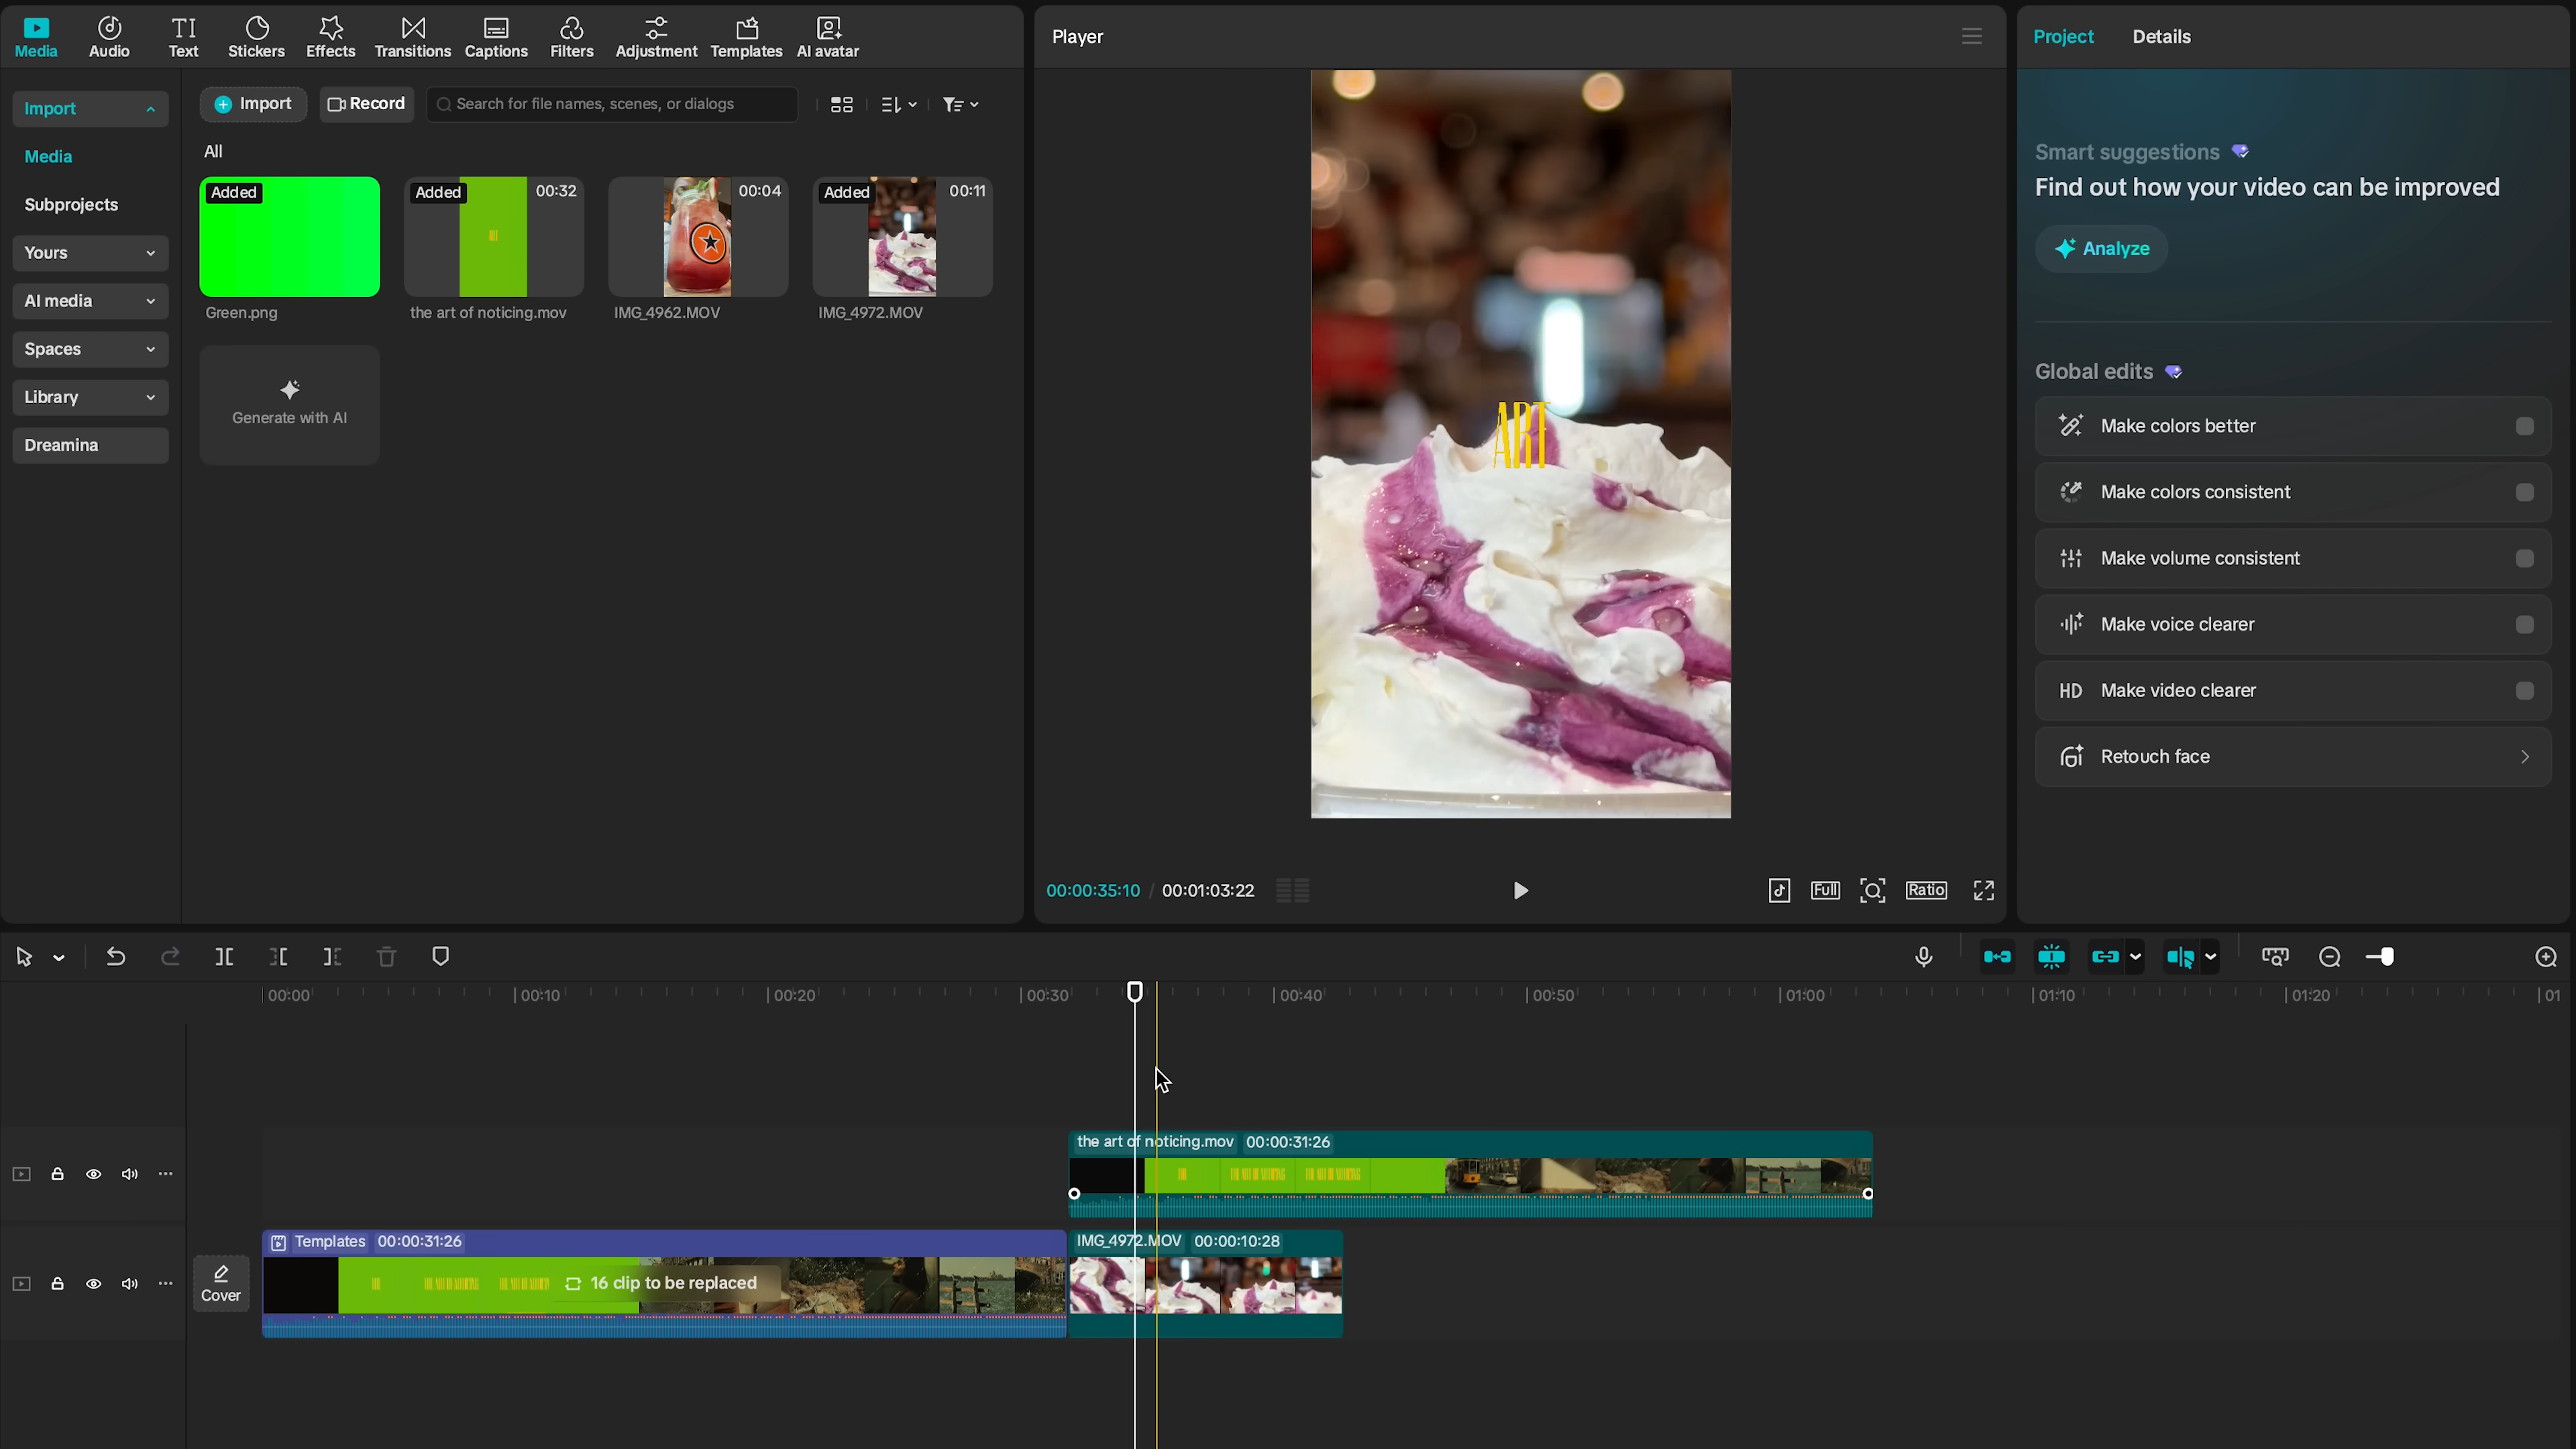 Media
Audio
Text
Stickers
Effects
Transitions
Captions
Filters
Adjustment
Templates
AI avatar
Import
Media
Subprojects
Yours
AI media
Spaces
Library
Dreamina
Import
Record
Search for file names, scenes, or dialogs
All
Added
Added 00:32
00:04
Added 00:11
Green.png
the art of noticing.mov
IMG_4962.MOV
IMG_4972.MOV
Generate with AI
Player
ART
00:00:35:10 / 00:01:03:22
Full
Ratio
Project
Details
Smart suggestions
Find out how your video can be improved
Analyze
Global edits
Make colors better
Make colors consistent
Make volume consistent
Make voice clearer
HD Make video clearer
Retouch face
00:00
00:10
00:20
00:30
00:40
00:50
01:00
01:10
01:20
01
the art of noticing.mov 00:00:31:26
Cover
Templates 00:00:31:26
16 clip to be replaced
IMG_4972.MOV 00:00:10:28